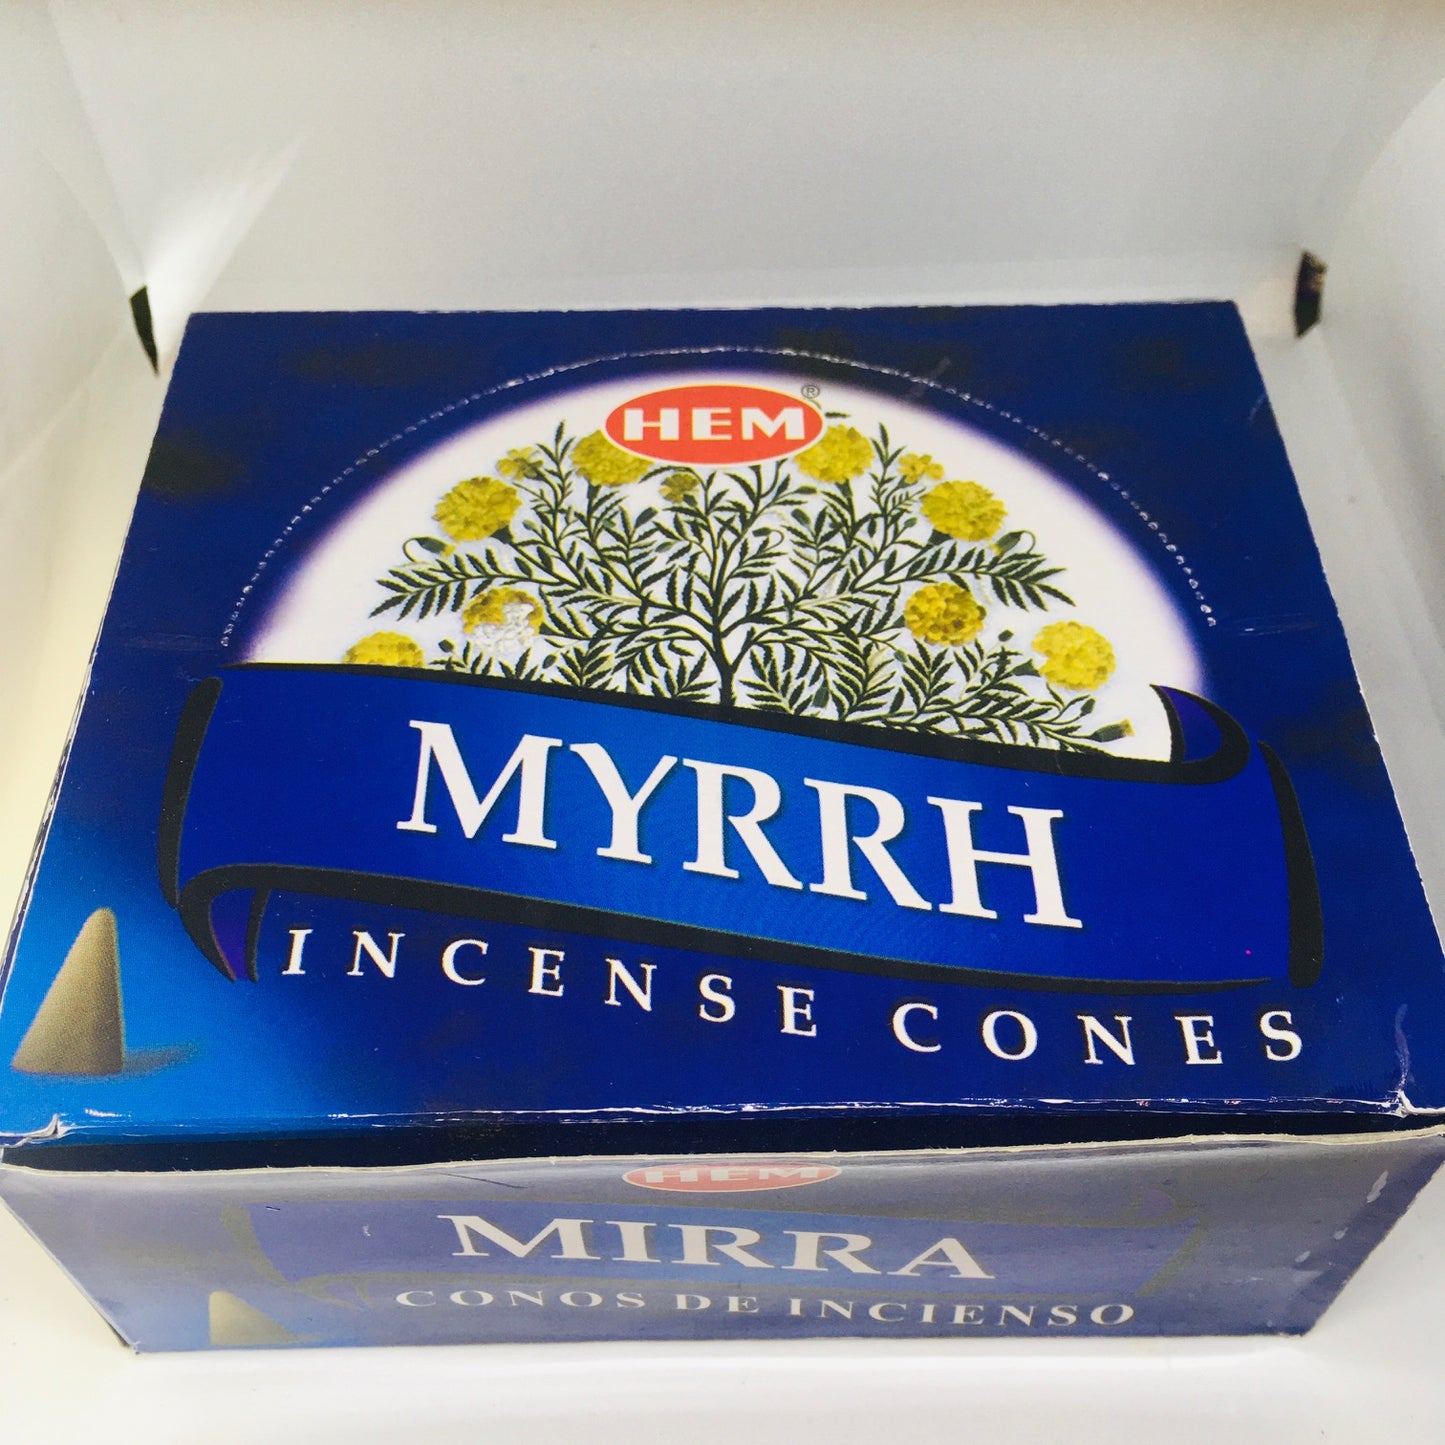 HEM®
MYRRH
INCENSE CONES
HEM
MIRRA
CONOS DE INCIENSO